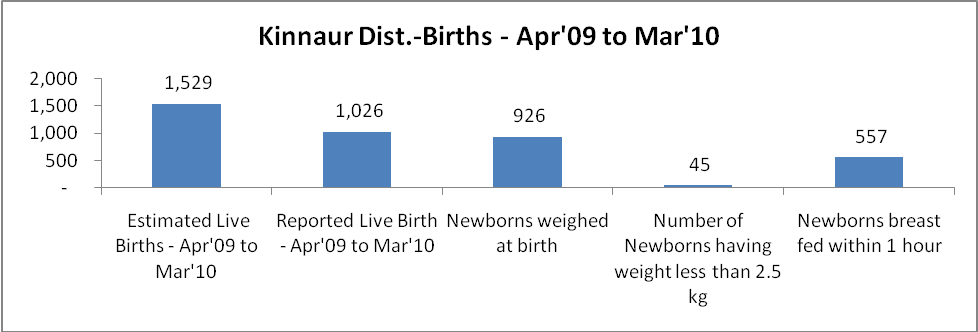 Kinnaur Dist.-Births - Apr'09 to Mar'10
2,000
1,500
1,000
500
-
1,529
1,026
926
45
557
Estimated Live
Births - Apr'09 to
Mar'10
Reported Live Birth
- Apr'09 to Mar'10
Newborns weighed
at birth
Number of
Newborns having
weight less than 2.5
kg
Newborns breast
fed within 1 hour